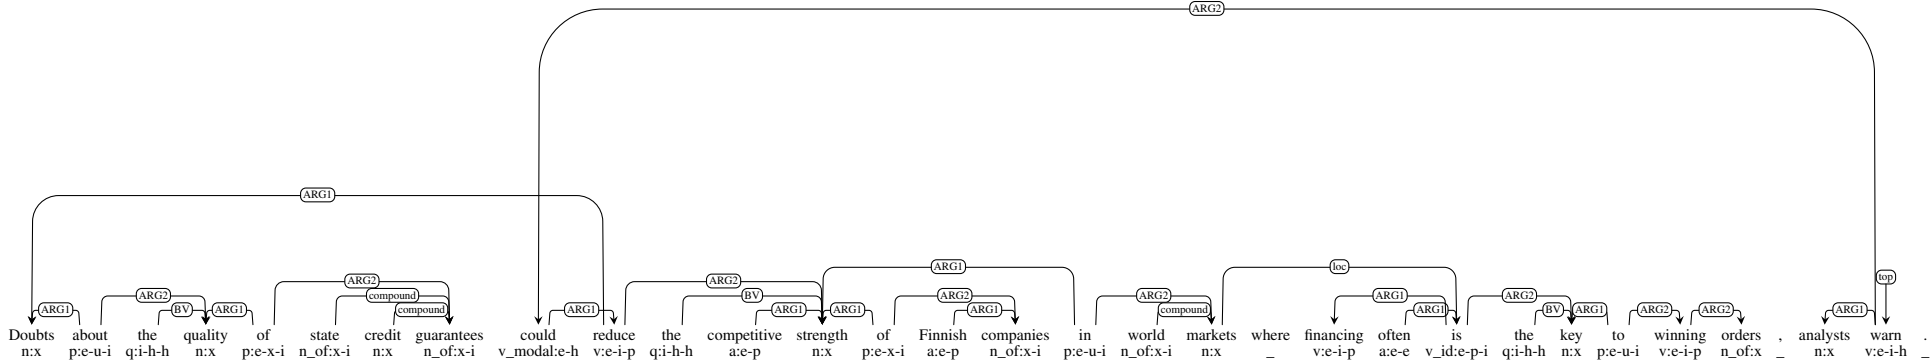 ARG2
ARG1
ARG1 loc
top
ARG2 ARG2
ARG2 compound BV ARG2 ARG2 ARG1 ARG2
ARG1 BV ARG1 compound ARG1 ARG1 ARG1 ARG1 compound ARG1 BV ARG1 ARG2 ARG2 ARG1
Doubts about the quality of state credit guarantees could reduce the competitive strength of Finnish companies in world markets where financing often is the key to winning orders , analysts warn .
n:x p:e-u-i q:i-h-h n:x p:e-x-i n_of:x-i n:x n_of:x-i v_modal:e-h v:e-i-p q:i-h-h a:e-p n:x p:e-x-i a:e-p n_of:x-i p:e-u-i n_of:x-i n:x _ v:e-i-p a:e-e v_id:e-p-i q:i-h-h n:x p:e-u-i v:e-i-p n_of:x _ n:x v:e-i-h _